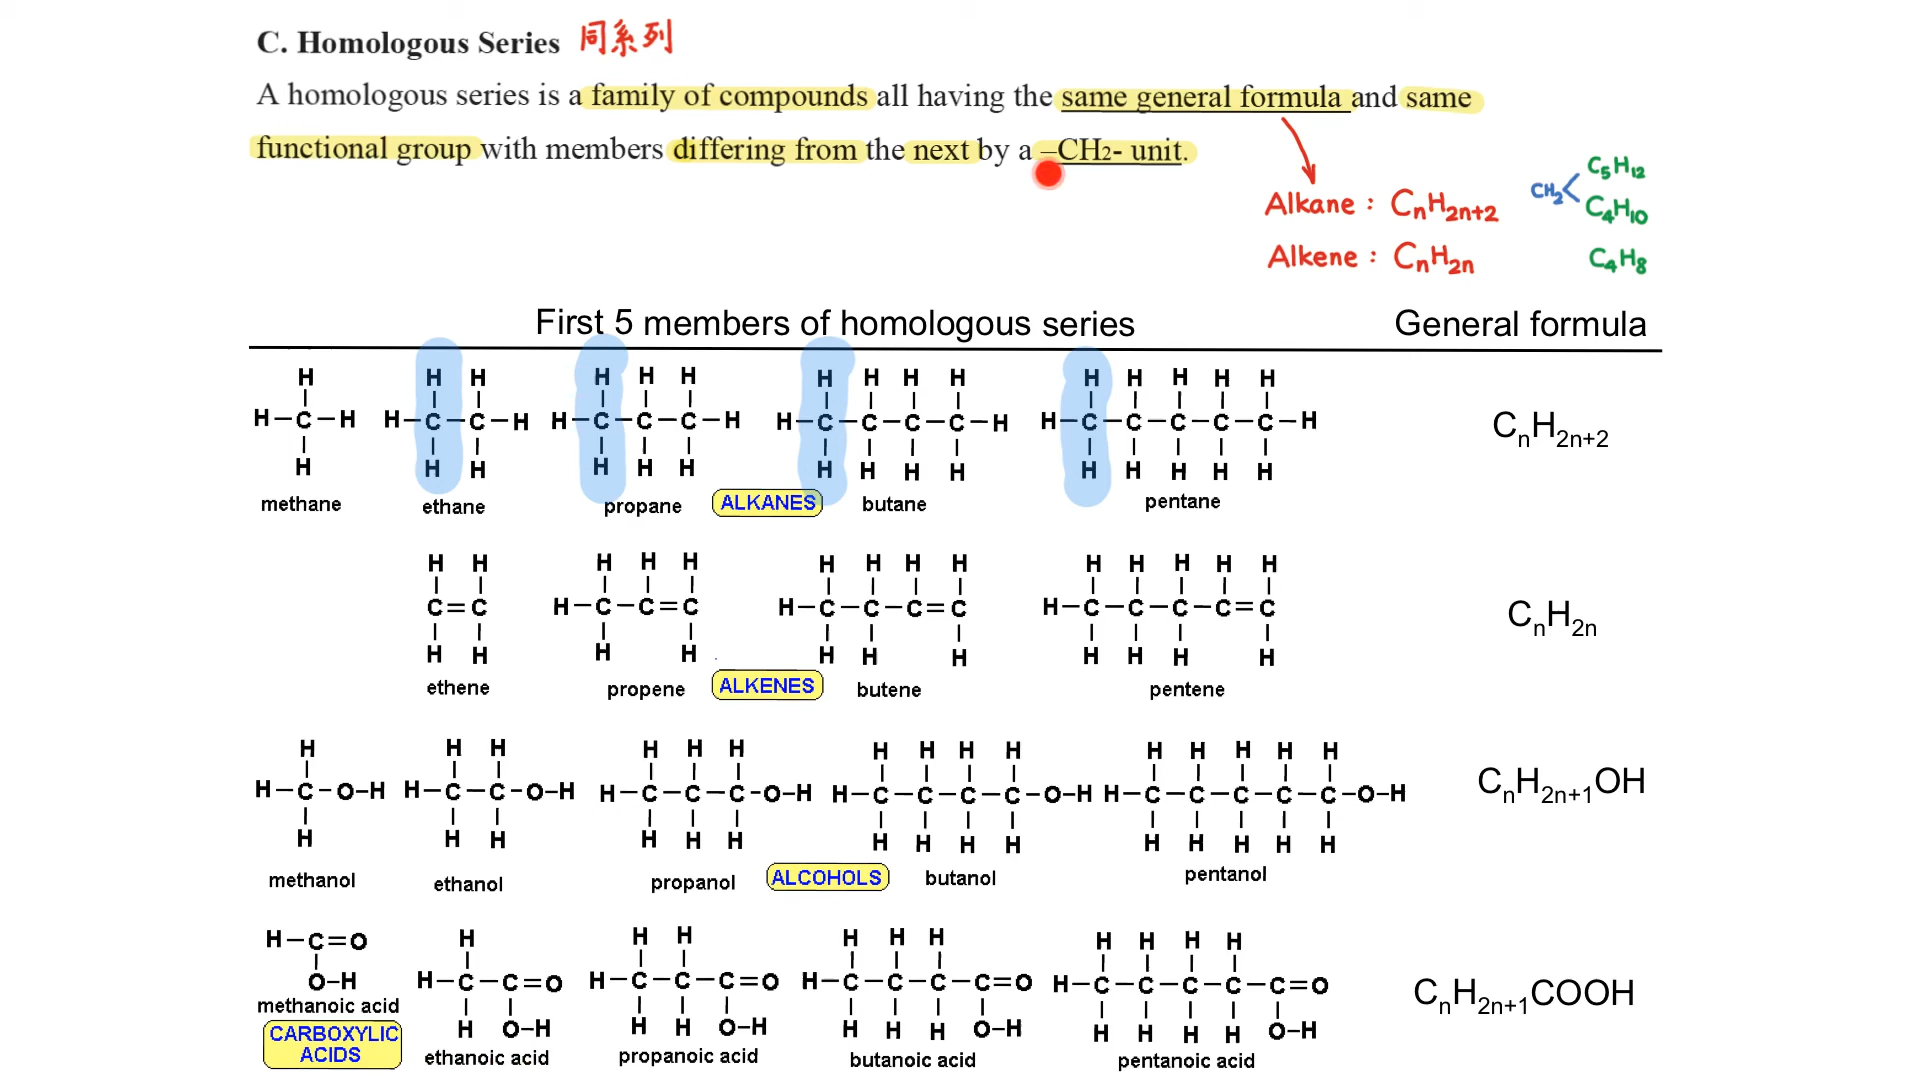 C. Homologous Series 同系列
A homologous series is a family of compounds all having the same general formula and same
functional group with members differing from the next by a –CH2- unit.
Alkane : CnH2n+2
Alkene : CnH2n
CH2
C5H12
C4H10
C4H8
First 5 members of homologous series General formula
H H H H H H H H H H H H H H H
H–C–H H–C–C–H H–C–C–C–H H–C–C–C–C–H H–C–C–C–C–C–H CnH2n+2
H H H H H H H H H H H H H H H
methane ethane propane ALKANES butane pentane
H H H H H H H H H H H H H H
C=C H–C–C=C H–C–C–C=C H–C–C–C–C=C CnH2n
H H H H H H H H H H H
ethene propene ALKENES butene pentene
H H H H H H H H H H H H H H H
H–C–O–H H–C–C–O–H H–C–C–C–O–H H–C–C–C–C–O–H H–C–C–C–C–C–O–H CnH2n+1OH
H H H H H H H H H H H H H H H
methanol ethanol propanol ALCOHOLS butanol pentanol
H–C=O H H H H H H H H H H
O–H H–C–C=O H–C–C–C=O H–C–C–C–C=O H–C–C–C–C–C=O CnH2n+1COOH
methanoic acid H O–H H H O–H H H H O–H H H H H O–H
CARBOXYLIC
ACIDS
ethanoic acid propanoic acid butanoic acid pentanoic acid